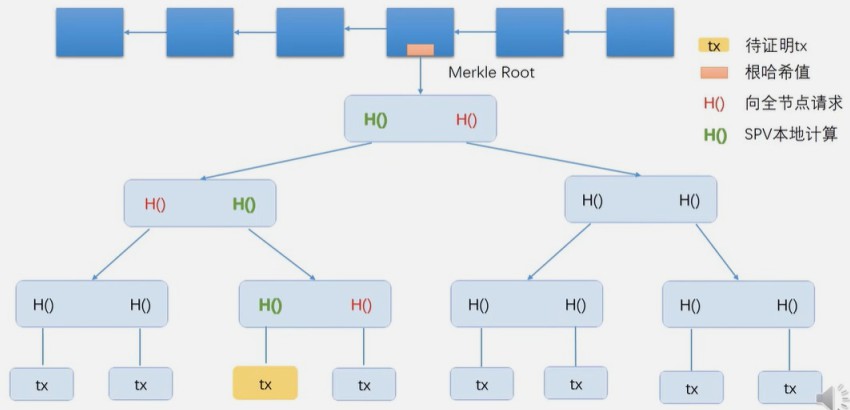 tx 待证明tx
Merkle Root 根哈希值
H() H() H() 向全节点请求
H() SPV本地计算
H() H() H() H()
H() H() H() H() H() H() H() H()
tx tx tx tx tx tx tx tx